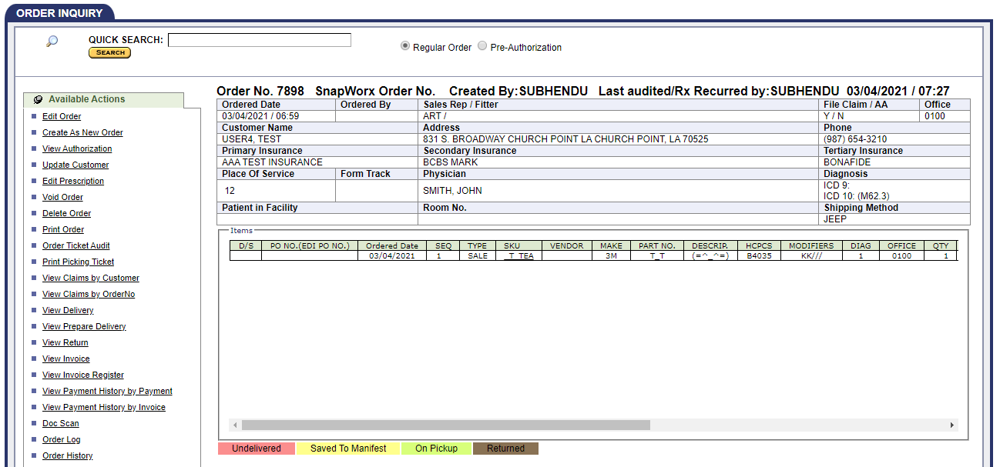 ORDER INQUIRY
QUICK SEARCH:
SEARCH
Regular Order Pre-Authorization
Available Actions
Edit Order
Create As New Order
View Authorization
Update Customer
Edit Prescription
Void Order
Delete Order
Print Order
Order Ticket Audit
Print Picking Ticket
View Claims by Customer
View Claims by OrderNo
View Delivery
View Prepare Delivery
View Return
View Invoice
View Invoice Register
View Payment History by Payment
View Payment History by Invoice
Doc Scan
Order Log
Order History
Order No. 7898 SnapWorx Order No. Created By:SUBHENDU Last audited/Rx Recurred by:SUBHENDU 03/04/2021 / 07:27
Ordered Date Ordered By Sales Rep / Fitter File Claim / AA Office
03/04/2021 / 06:59 ART / Y / N 0100
Customer Name Address Phone
USER4, TEST 831 S. BROADWAY CHURCH POINT LA CHURCH POINT, LA 70525 (987) 654-3210
Primary Insurance Secondary Insurance Tertiary Insurance
AAA TEST INSURANCE BCBS MARK BONAFIDE
Place Of Service Form Track Physician Diagnosis
12 SMITH, JOHN ICD 9:
ICD 10: (M62.3)
Patient in Facility Room No. Shipping Method
JEEP
Items
D/S PO NO.(EDI PO NO.) Ordered Date SEQ TYPE SKU VENDOR MAKE PART NO. DESCRIP. HCPCS MODIFIERS DIAG OFFICE QTY
03/04/2021 1 SALE _T_TEA 3M T_T (=^_^=) B4035 KK/// 1 0100 1
Undelivered Saved To Manifest On Pickup Returned